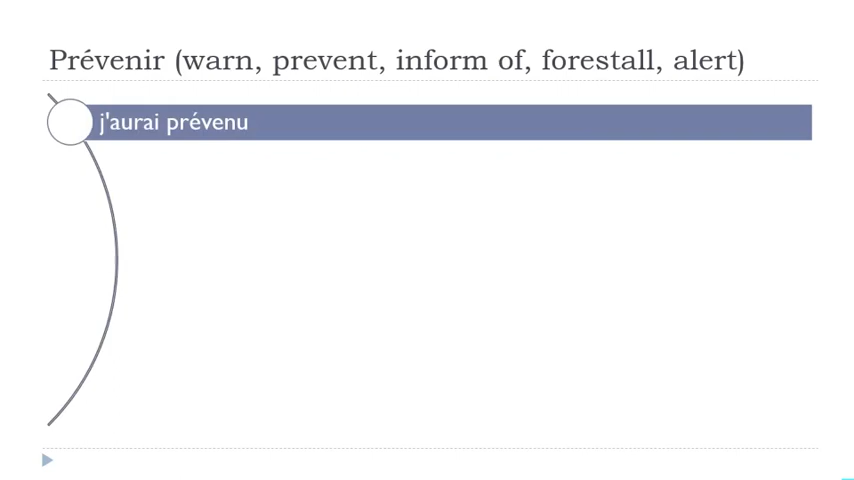 Prévenir (warn, prevent, inform of, forestall, alert)
j'aurai prévenu